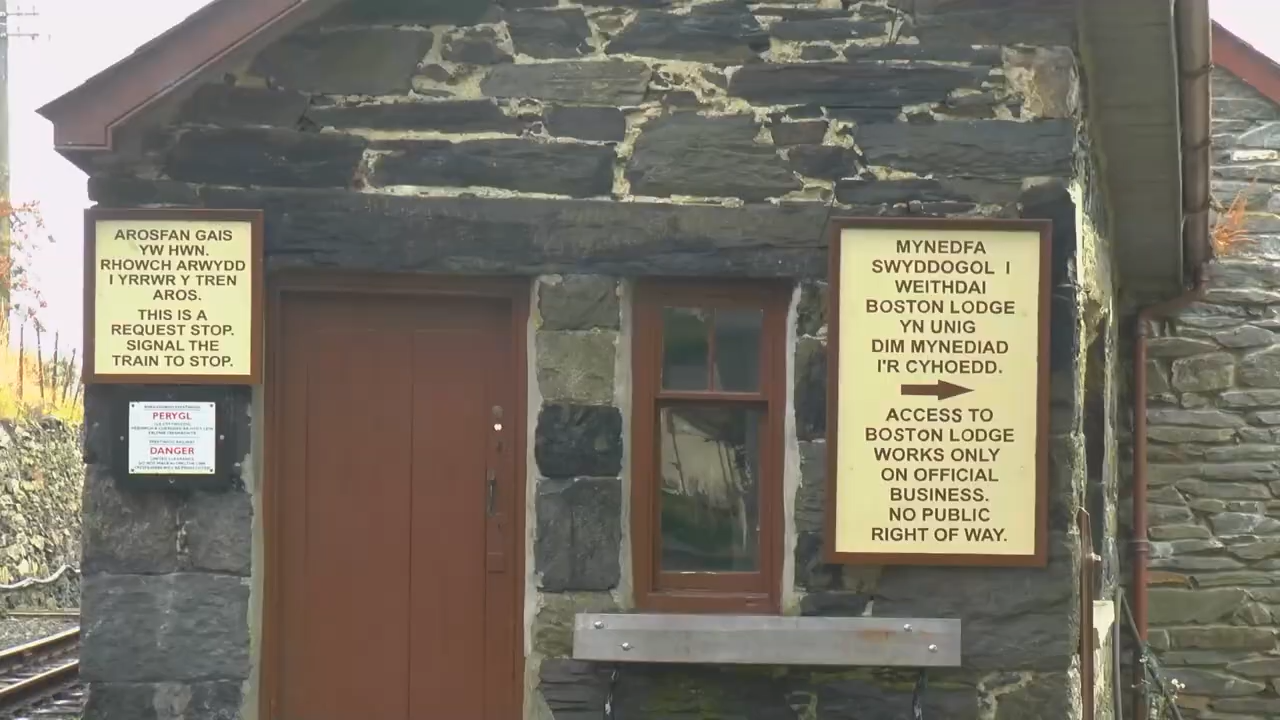 AROSFAN GAIS
YW HWN.
RHOWCH ARWYDD
I YRRWR Y TREN
AROS.
THIS IS A
REQUEST STOP.
SIGNAL THE
TRAIN TO STOP.
PERYGL
DANGER
MYNEDFA
SWYDDOGOL I
WEITHDAI
BOSTON LODGE
YN UNIG
DIM MYNEDIAD
I'R CYHOEDD.
ACCESS TO
BOSTON LODGE
WORKS ONLY
ON OFFICIAL
BUSINESS.
NO PUBLIC
RIGHT OF WAY.